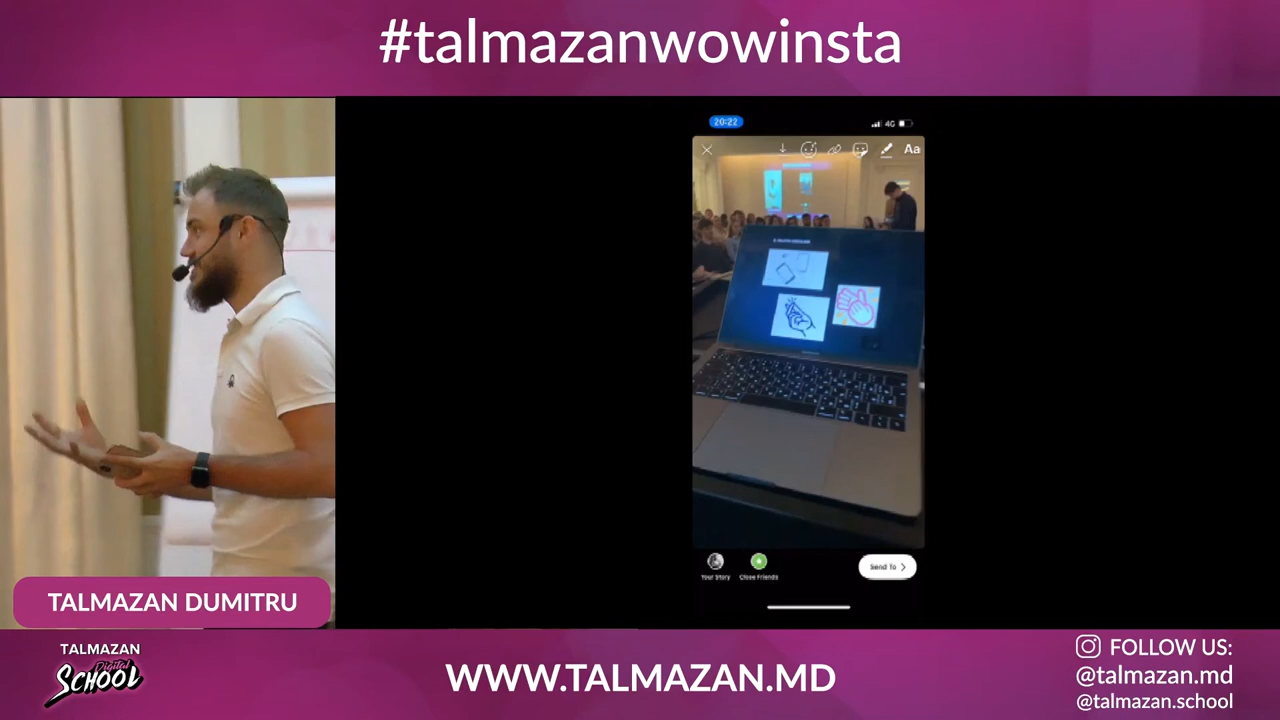 #talmazanwowinsta
20:22
4G
Aa
Your Story
Close Friends
Send To
TALMAZAN DUMITRU
TALMAZAN
Digital
SCHOOL
WWW.TALMAZAN.MD
FOLLOW US:
@talmazan.md
@talmazan.school